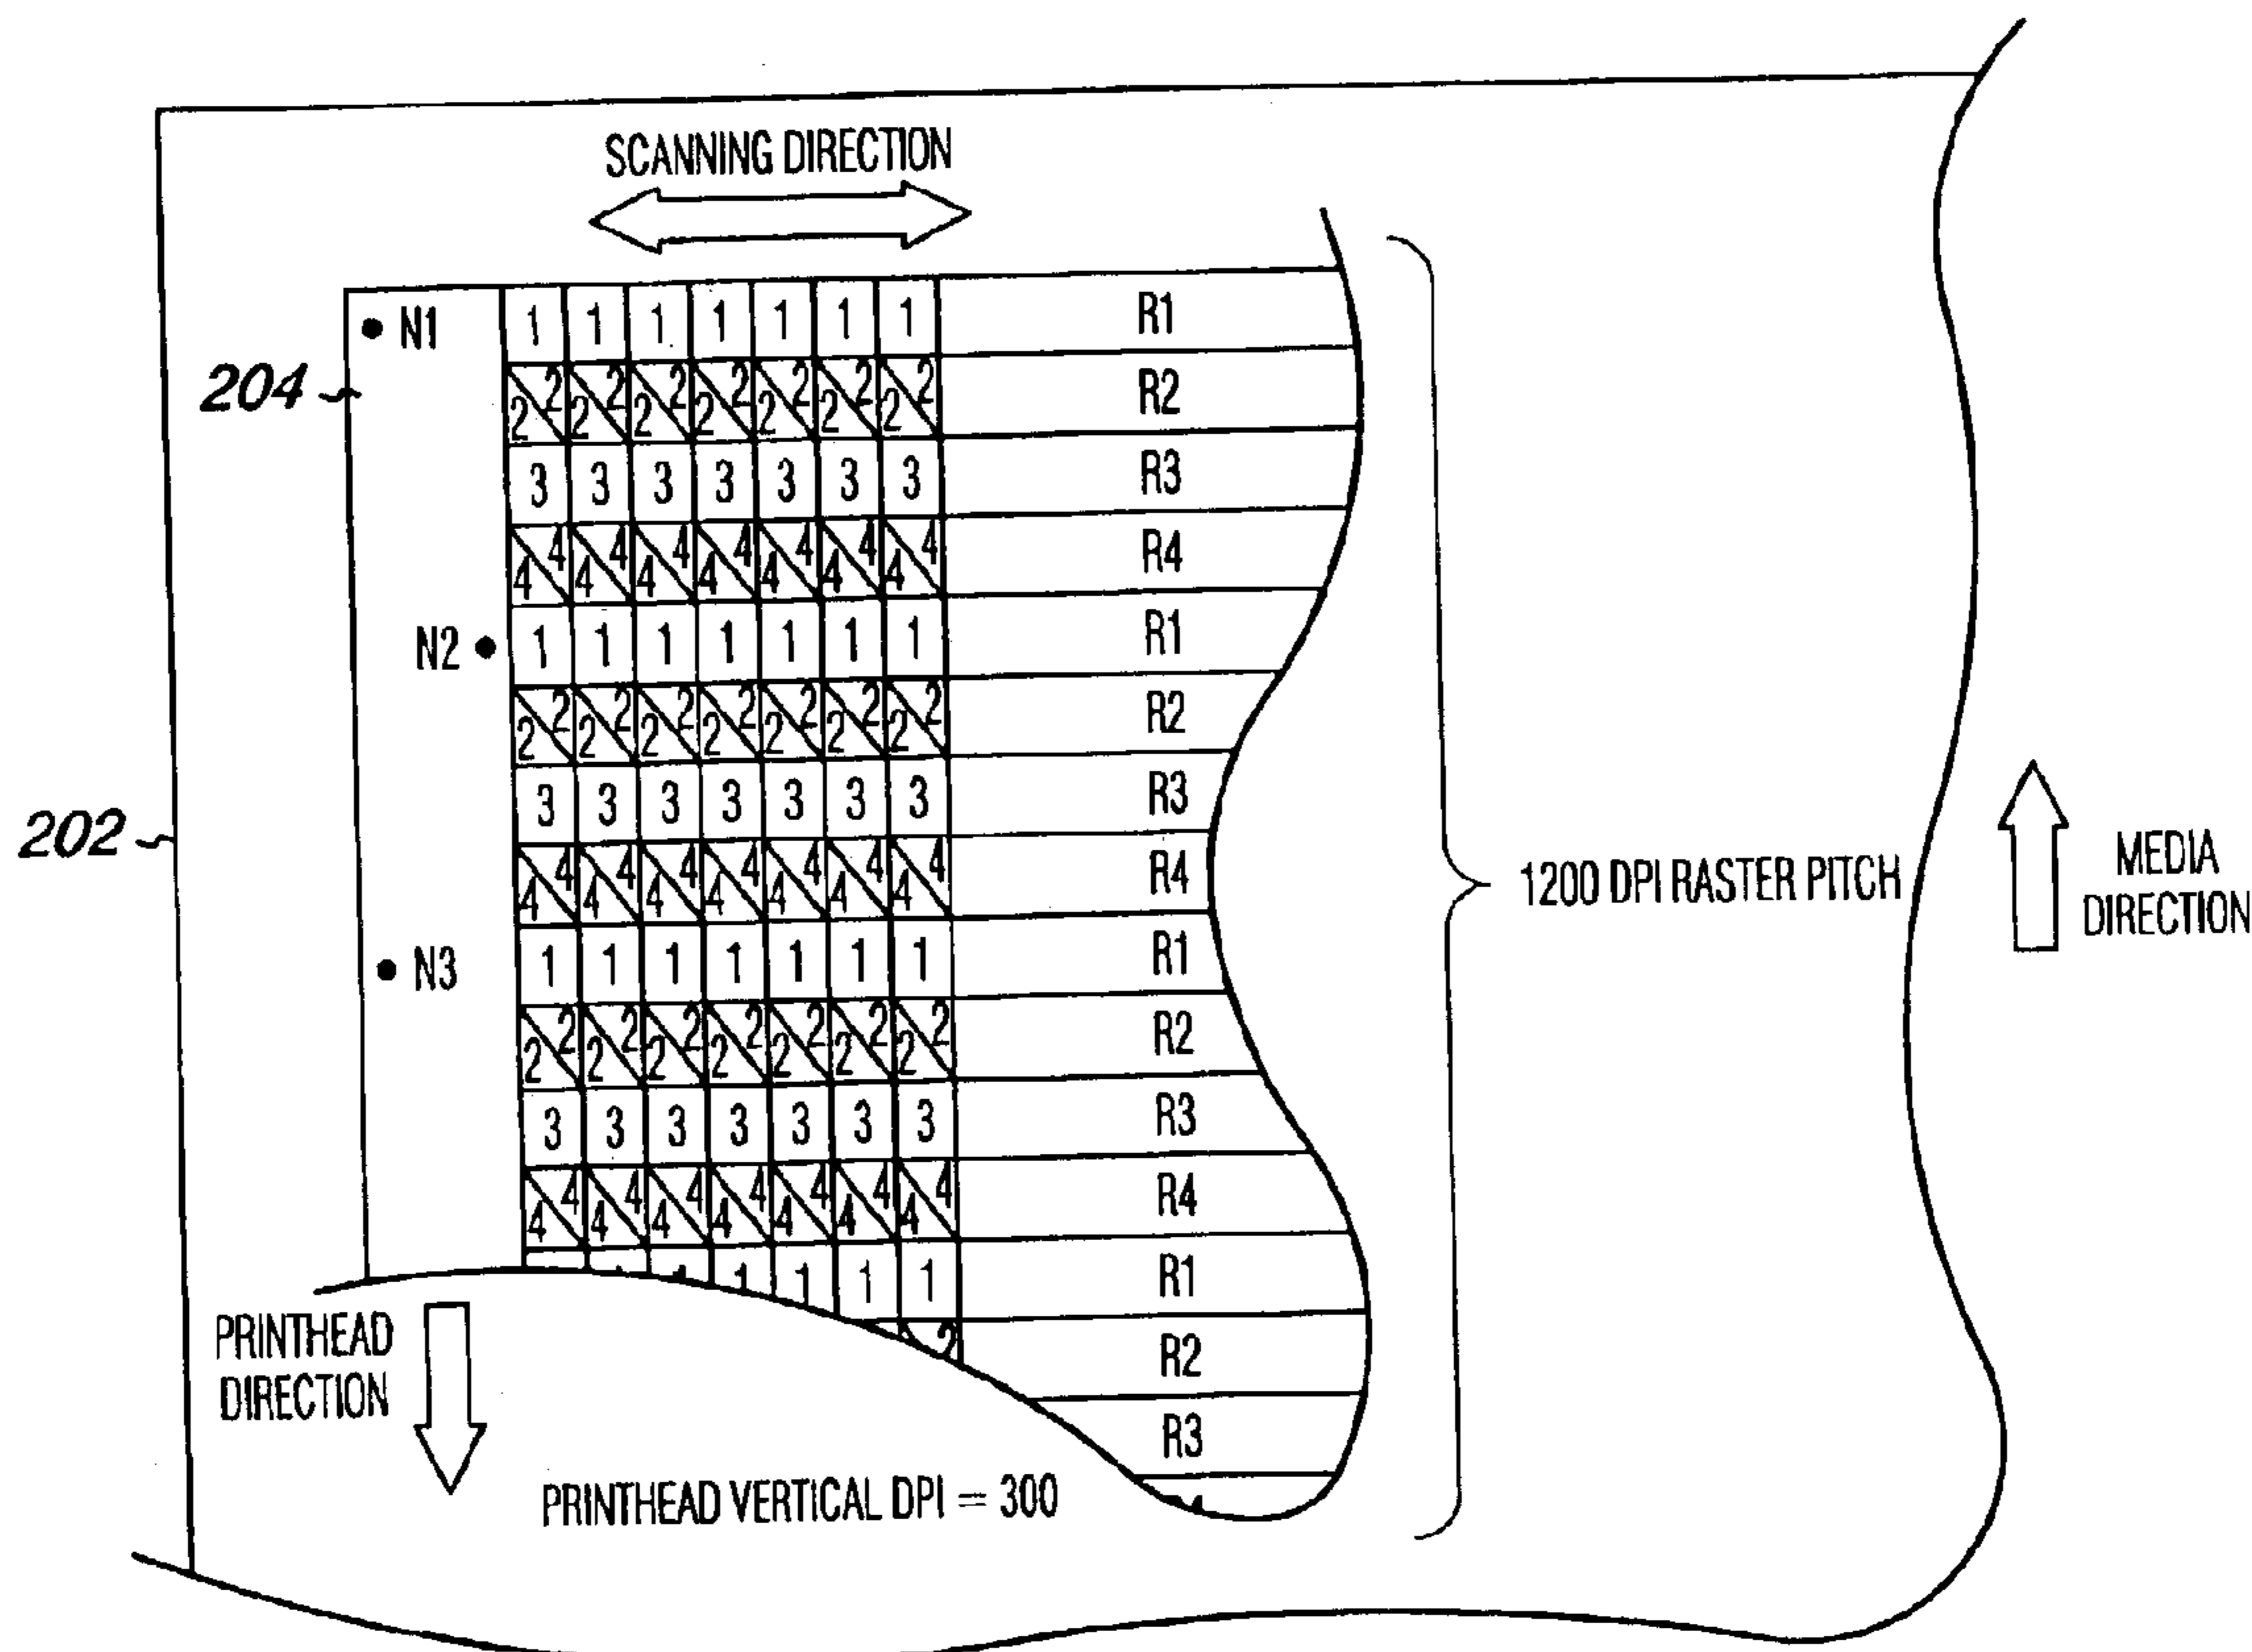 SCANNING DIRECTION
N1 1 1 1 1 1 1 1 R1
204
2 2 2 2 2 2 2 2 2 2 2 2 2 2 R2
3 3 3 3 3 3 3 R3
4 4 4 4 4 4 4 4 4 4 4 4 4 4 R4
N2 1 1 1 1 1 1 1 R1
2 2 2 2 2 2 2 2 2 2 2 2 2 2 R2
3 3 3 3 3 3 3 R3
202
4 4 4 4 4 4 4 4 4 4 4 4 4 4 R4
1200 DPI RASTER PITCH
MEDIA
DIRECTION
N3 1 1 1 1 1 1 1 R1
2 2 2 2 2 2 2 2 2 2 2 2 2 2 R2
3 3 3 3 3 3 3 R3
4 4 4 4 4 4 4 4 4 4 4 4 4 4 R4
1 1 1 1 R1
2 R2
R3
PRINTHEAD
DIRECTION
PRINTHEAD VERTICAL DPI = 300